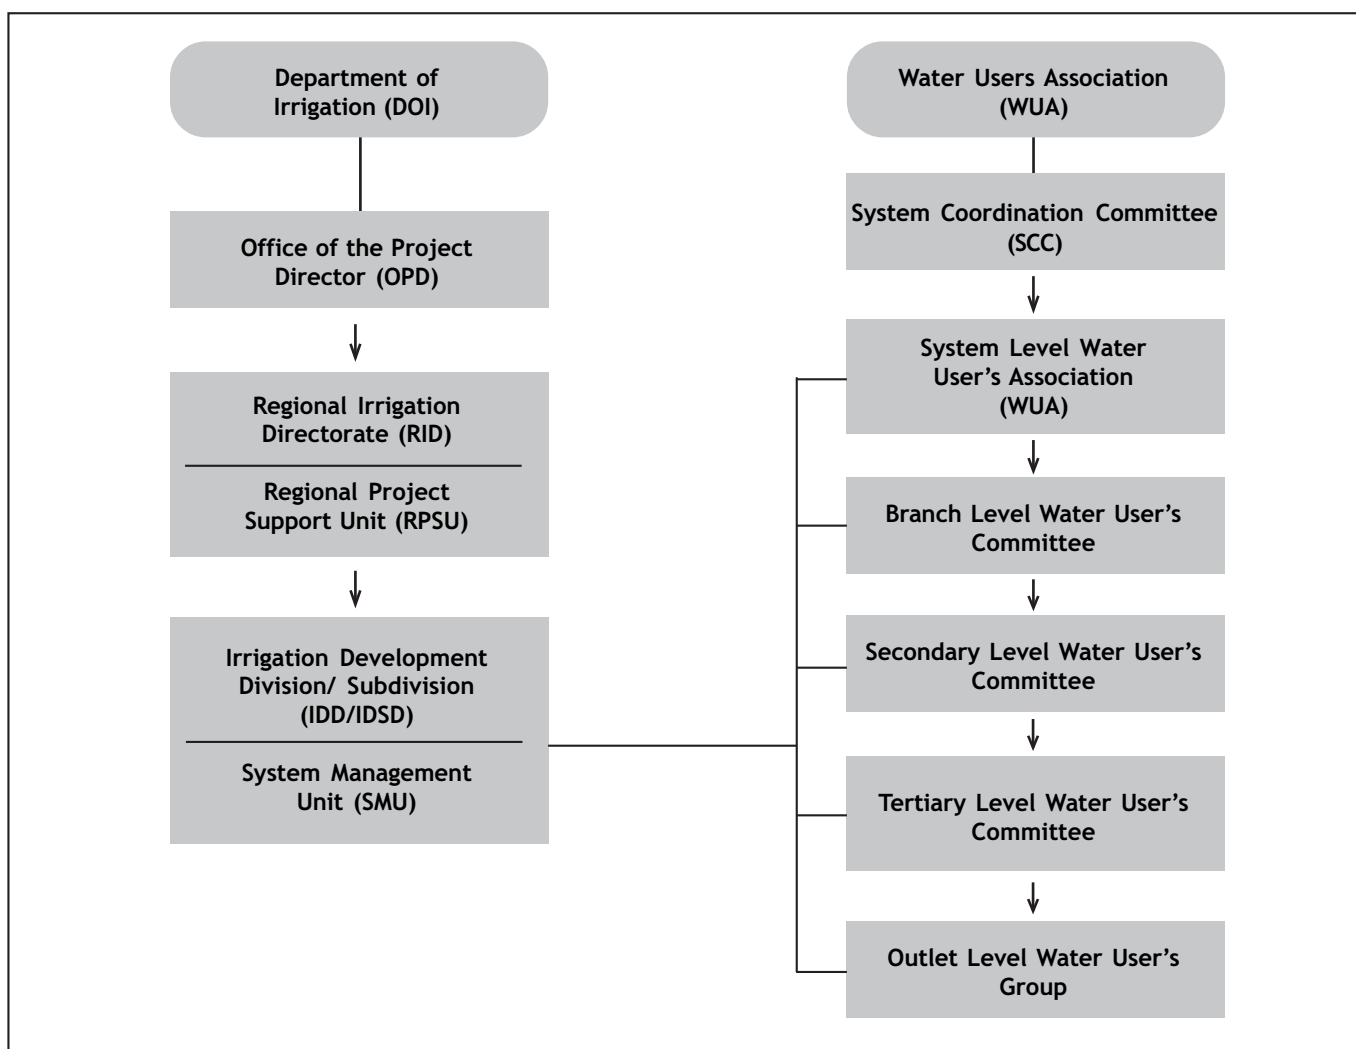 Department of
Irrigation (DOI)
Office of the Project
Director (OPD)
Regional Irrigation
Directorate (RID)
Regional Project
Support Unit (RPSU)
Irrigation Development
Division/ Subdivision
(IDD/IDSD)
System Management
Unit (SMU)
Water Users Association
(WUA)
System Coordination Committee
(SCC)
System Level Water
User’s Association
(WUA)
Branch Level Water User’s
Committee
Secondary Level Water User’s
Committee
Tertiary Level Water User’s
Committee
Outlet Level Water User’s
Group